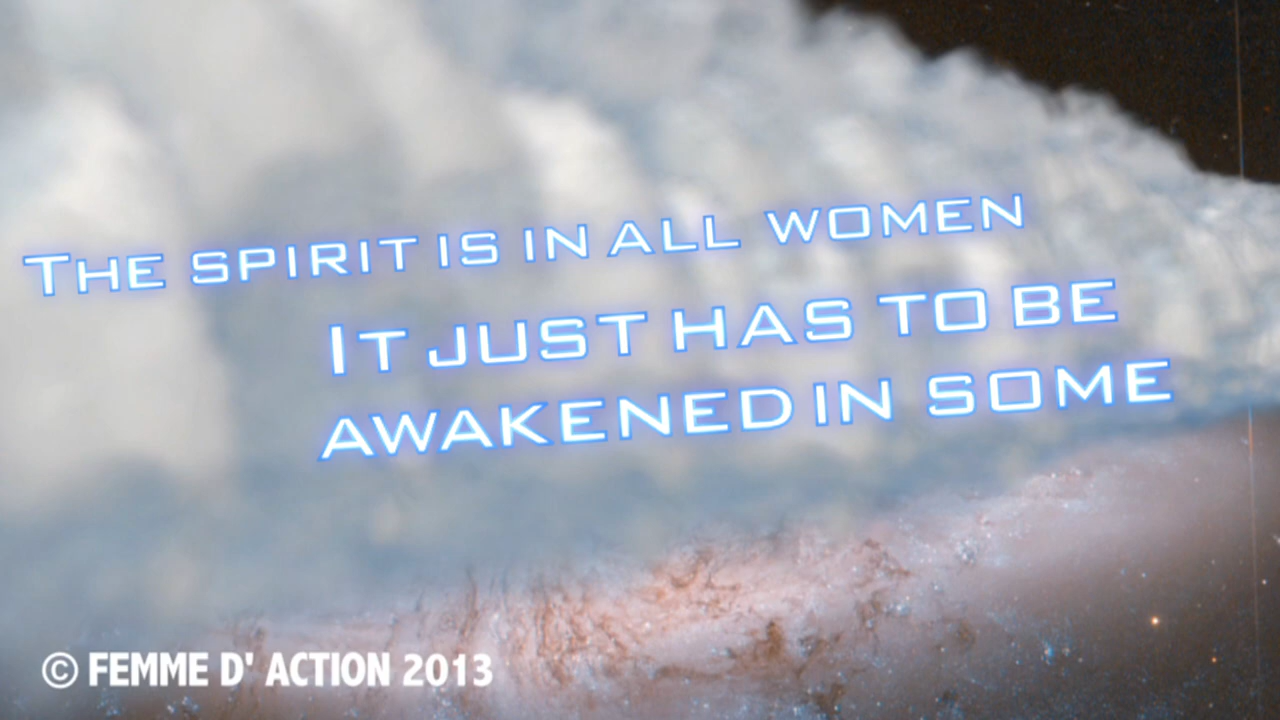 The spirit is in all women
It just has to be
awakened in some
© FEMME D' ACTION 2013